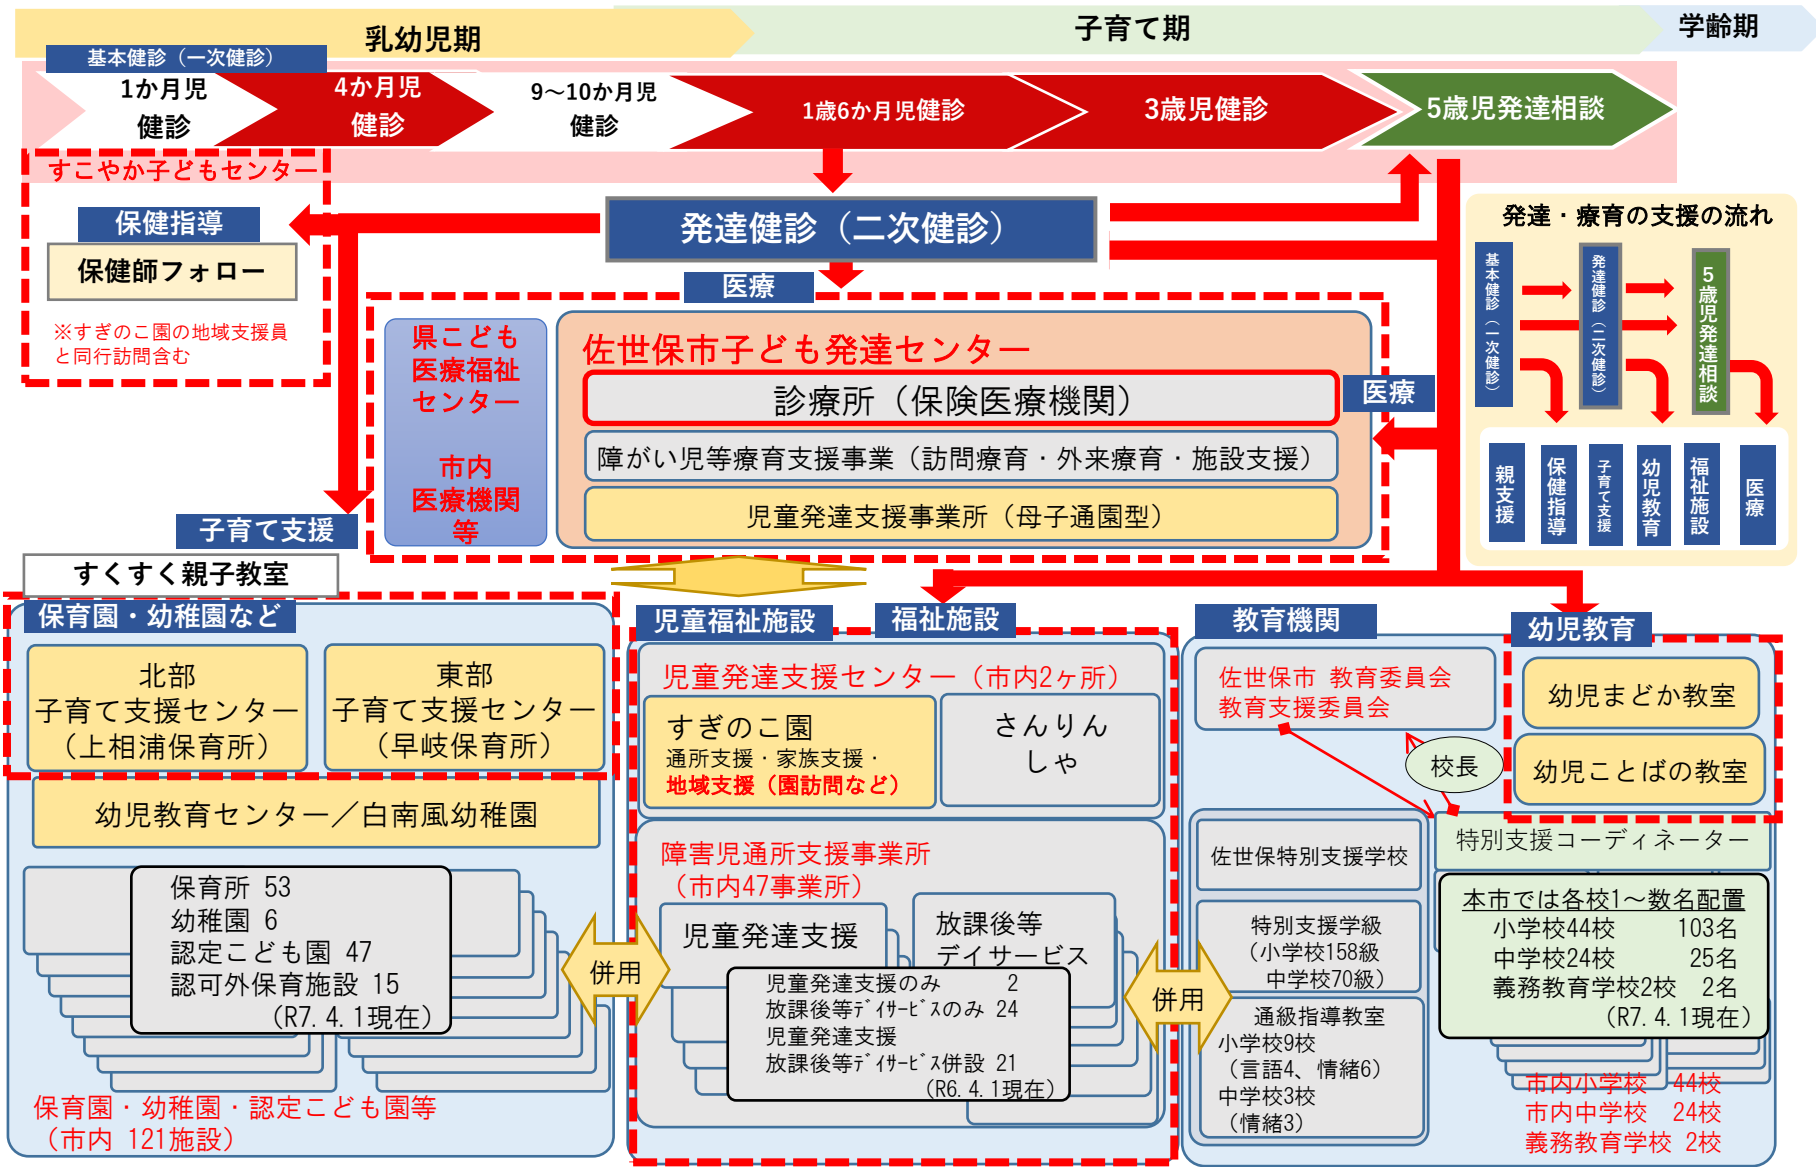 乳幼児期
子育て期
学齢期
基本健診（一次健診）
1か月児
健診
4か月児
健診
9～10か月児
健診
1歳6か月児健診
3歳児健診
5歳児発達相談
すこやか子どもセンター
保健指導
保健師フォロー
※すぎのこ園の地域支援員
と同行訪問含む
発達健診（二次健診）
医療
県こども
医療福祉
センター
市内
医療機関
等
佐世保市子ども発達センター
診療所（保険医療機関）
障がい児等療育支援事業（訪問療育・外来療育・施設支援）
児童発達支援事業所（母子通園型）
医療
発達・療育の支援の流れ
基本健診（一次健診）
発達健診（二次健診）
5歳児発達相談
親支援
保健指導
子育て支援
幼児教育
福祉施設
医療
子育て支援
すくすく親子教室
保育園・幼稚園など
北部
子育て支援センター
（上相浦保育所）
東部
子育て支援センター
（早岐保育所）
幼児教育センター／白南風幼稚園
保育所 53
幼稚園 6
認定こども園 47
認可外保育施設 15
（R7.4.1現在）
保育園・幼稚園・認定こども園等
（市内 121施設）
併用
児童福祉施設
福祉施設
児童発達支援センター（市内2ヶ所）
すぎのこ園
通所支援・家族支援・
地域支援（園訪問など）
さんりん
しゃ
障害児通所支援事業所
（市内47事業所）
児童発達支援
放課後等
デイサービス
児童発達支援のみ 2
放課後等ﾃﾞｲｻｰﾋﾞｽのみ 24
児童発達支援
放課後等ﾃﾞｲｻｰﾋﾞｽ併設 21
（R6.4.1現在）
併用
教育機関
幼児教育
佐世保市 教育委員会
教育支援委員会
校長
幼児まどか教室
幼児ことばの教室
特別支援コーディネーター
佐世保特別支援学校
特別支援学級
（小学校158級
中学校70級）
通級指導教室
小学校9校
（言語4、情緒6）
中学校3校
（情緒3）
本市では各校1～数名配置
小学校44校 103名
中学校24校 25名
義務教育学校2校 2名
（R7.4.1現在）
市内小学校 44校
市内中学校 24校
義務教育学校 2校